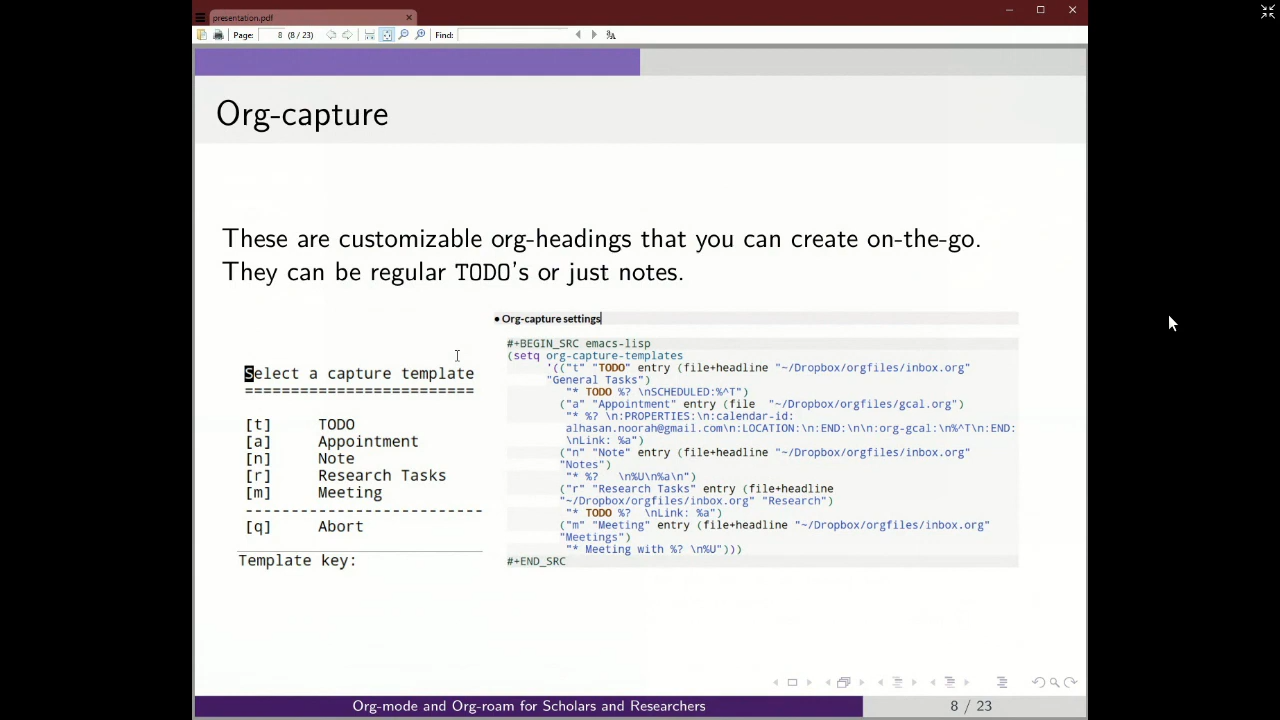 presentation.pdf
Page: 8 (8 / 23) Find:
Org-capture
These are customizable org-headings that you can create on-the-go.
They can be regular TODO's or just notes.
Select a capture template
=========================
[t] TODO
[a] Appointment
[n] Note
[r] Research Tasks
[m] Meeting
--------------------------
[q] Abort
Template key:
● Org-capture settings
#+BEGIN_SRC emacs-lisp
(setq org-capture-templates
'(("t" "TODO" entry (file+headline "~/Dropbox/orgfiles/inbox.org"
"General Tasks")
"* TODO %? \nSCHEDULED:%^T")
("a" "Appointment" entry (file "~/Dropbox/orgfiles/gcal.org")
"* %? \n:PROPERTIES:\n:calendar-id:
alhasan.noorah@gmail.com\n:LOCATION:\n:END:\n\n:org-gcal:\n%^T\n:END:
\nLink: %a")
("n" "Note" entry (file+headline "~/Dropbox/orgfiles/inbox.org"
"Notes")
"* %? \n%U\n%a\n")
("r" "Research Tasks" entry (file+headline
"~/Dropbox/orgfiles/inbox.org" "Research")
"* TODO %? \nLink: %a")
("m" "Meeting" entry (file+headline "~/Dropbox/orgfiles/inbox.org"
"Meetings")
"* Meeting with %? \n%U")))
#+END_SRC
Org-mode and Org-roam for Scholars and Researchers
8 / 23